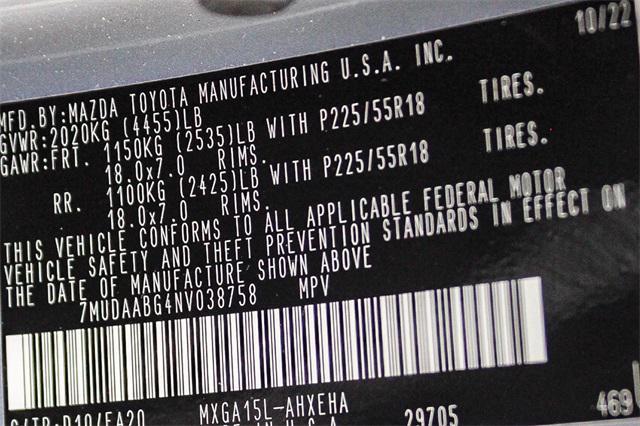 10/22
MFD.BY:MAZDA TOYOTA MANUFACTURING U.S.A. INC.
GVWR:2020KG (4455)LB
GAWR:FRT. 1150KG (2535)LB WITH P225/55R18 TIRES.
18.0x7.0 RIMS.
RR. 1100KG (2425)LB WITH P225/55R18 TIRES.
18.0x7.0 RIMS.
THIS VEHICLE CONFORMS TO ALL APPLICABLE FEDERAL MOTOR
VEHICLE SAFETY AND THEFT PREVENTION STANDARDS IN EFFECT ON
THE DATE OF MANUFACTURE SHOWN ABOVE
7MUDAABG4NV038758 MPV
C/TR:D10/EA20 MXGA15L-AHXEHA 29705 469
U.S.A